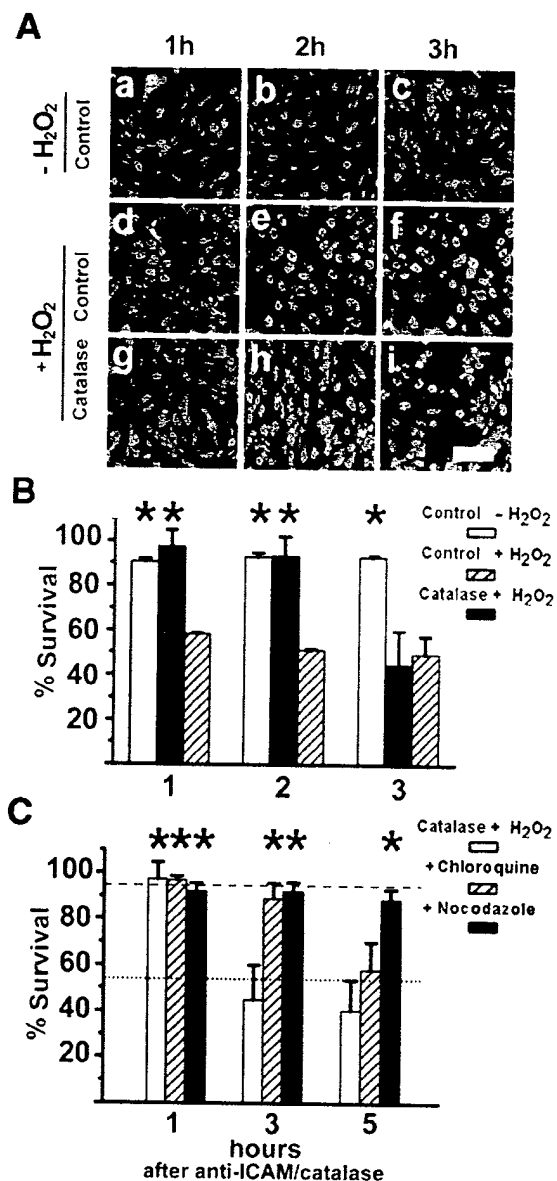 A
1h 2h 3h
- H₂O₂
Control
a b c
+H₂O₂
Control
d e f
Catalase
g h i
B
% Survival
100
80
60
40
20
* * * * *
Control - H₂O₂
Control + H₂O₂
Catalase + H₂O₂
1 2 3
C
% Survival
100
80
60
40
20
*** ** *
Catalase + H₂O₂
+ Chloroquine
+ Nocodazole
1 3 5
hours
after anti-ICAM/catalase